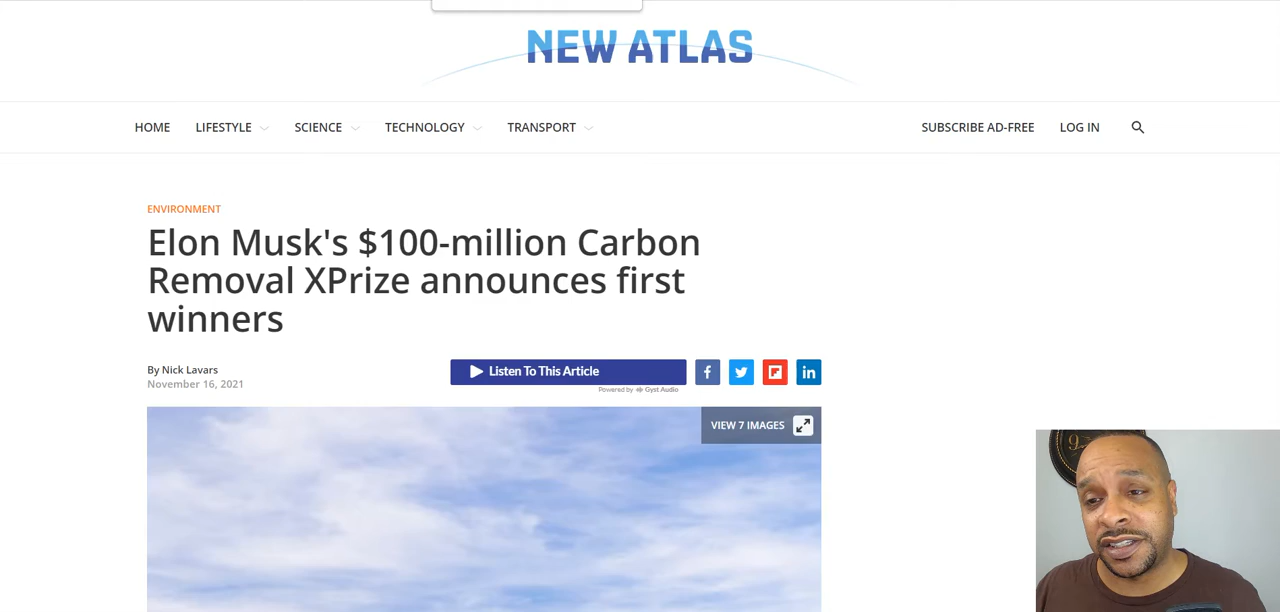 NEW ATLAS
HOME LIFESTYLE SCIENCE TECHNOLOGY TRANSPORT SUBSCRIBE AD-FREE LOG IN
ENVIRONMENT
Elon Musk's $100-million Carbon
Removal XPrize announces first
winners
By Nick Lavars
November 16, 2021
Listen To This Article
Powered by Gyst Audio
VIEW 7 IMAGES